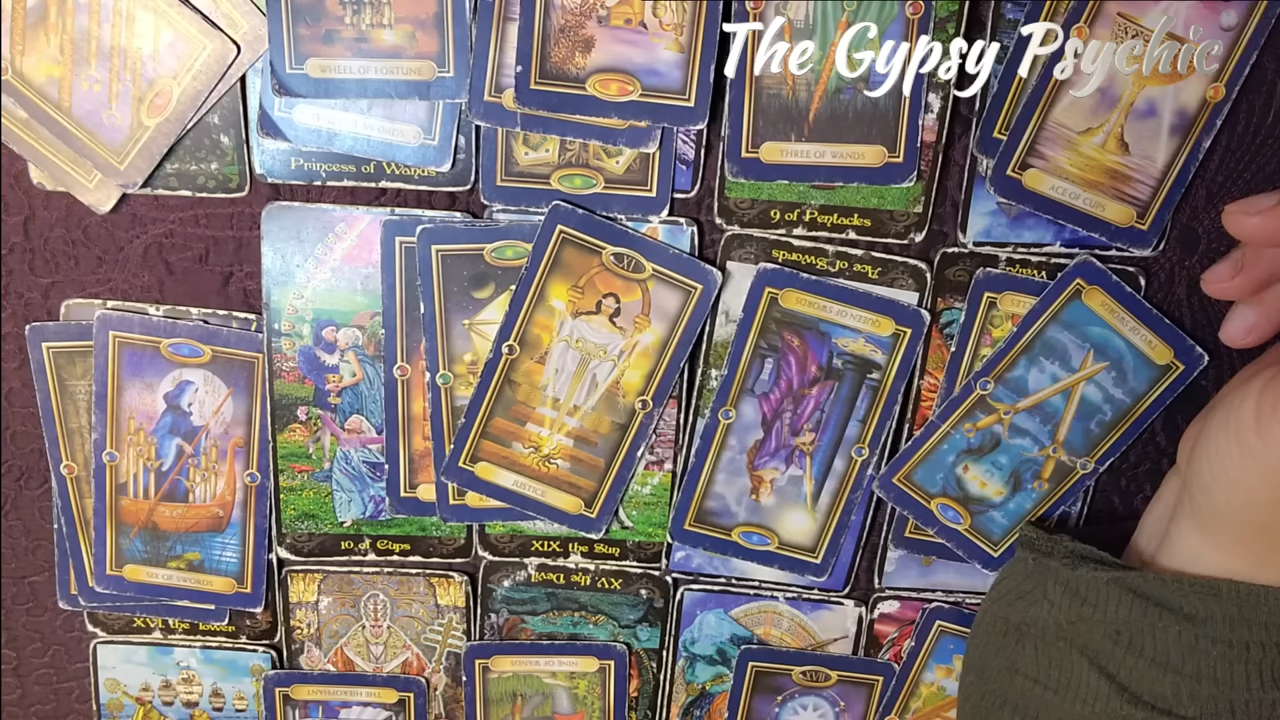 The Gypsy Psychic
WHEEL OF FORTUNE
OF SWORDS
Princess of Wands
THREE OF WANDS
9 of Pentacles
ACE OF CUPS
Ace of Swords
XI
QUEEN OF SWORDS
TWO OF SWORDS
JUSTICE
10 of Cups
XIX. the Sun
SIX OF SWORDS
XVI. the Tower
XV. the Devil
THE HIEROPHANT
NINE OF WANDS
XVII